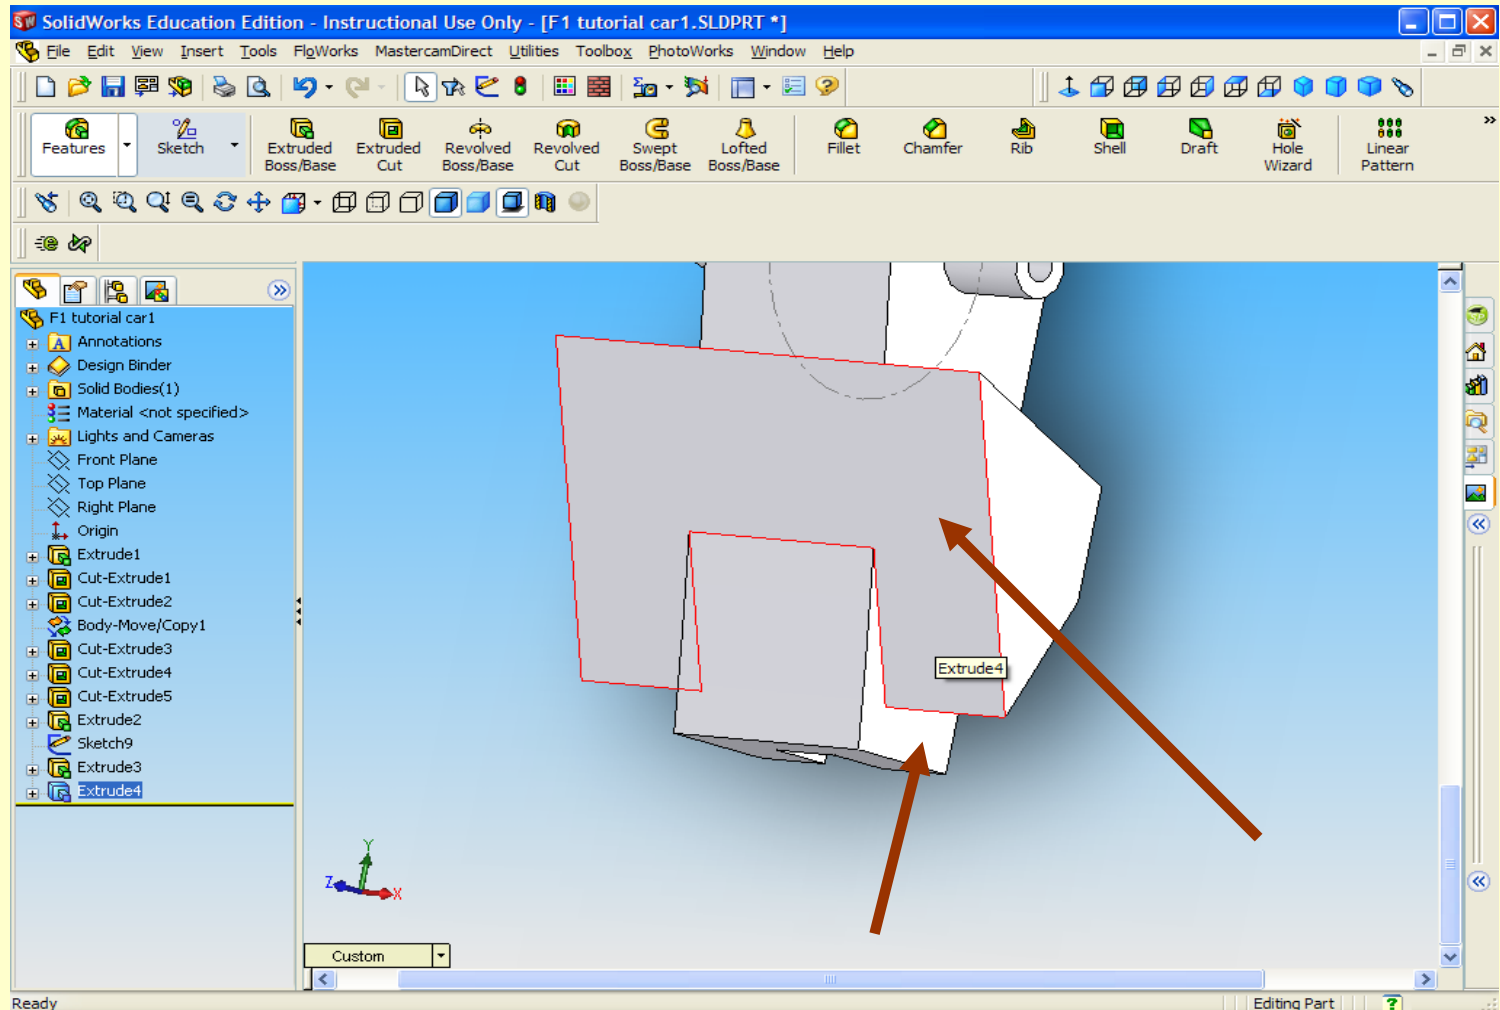 SolidWorks Education Edition - Instructional Use Only - [F1 tutorial car1.SLDPRT *]
File Edit View Insert Tools FloWorks MastercamDirect Utilities Toolbox PhotoWorks Window Help
Features Sketch Extruded Boss/Base Extruded Cut Revolved Boss/Base Revolved Cut Swept Boss/Base Lofted Boss/Base Fillet Chamfer Rib Shell Draft Hole Wizard Linear Pattern
F1 tutorial car1
Annotations
Design Binder
Solid Bodies(1)
Material <not specified>
Lights and Cameras
Front Plane
Top Plane
Right Plane
Origin
Extrude1
Cut-Extrude1
Cut-Extrude2
Body-Move/Copy1
Cut-Extrude3
Cut-Extrude4
Cut-Extrude5
Extrude2
Sketch9
Extrude3
Extrude4
Extrude4
Y
Z
X
Custom
Ready
Editing Part